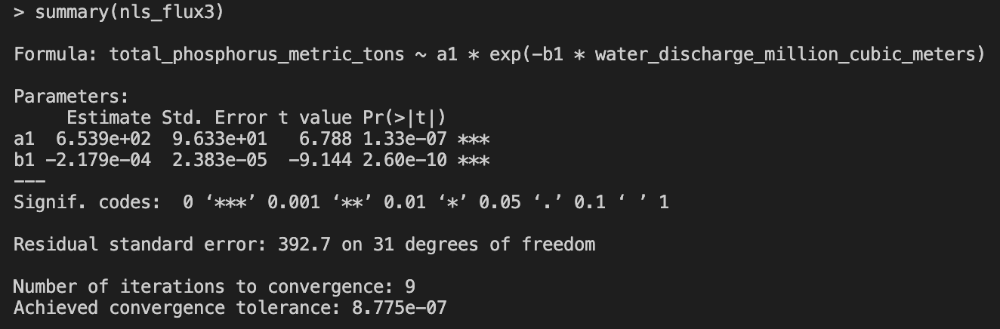 > summary(nls_flux3)
Formula: total_phosphorus_metric_tons ~ a1 * exp(-b1 * water_discharge_million_cubic_meters)
Parameters:
     Estimate Std. Error t value Pr(>|t|)
a1  6.539e+02  9.633e+01   6.788 1.33e-07 ***
b1 -2.179e-04  2.383e-05  -9.144 2.60e-10 ***
---
Signif. codes:  0 ‘***’ 0.001 ‘**’ 0.01 ‘*’ 0.05 ‘.’ 0.1 ‘ ’ 1
Residual standard error: 392.7 on 31 degrees of freedom
Number of iterations to convergence: 9
Achieved convergence tolerance: 8.775e-07